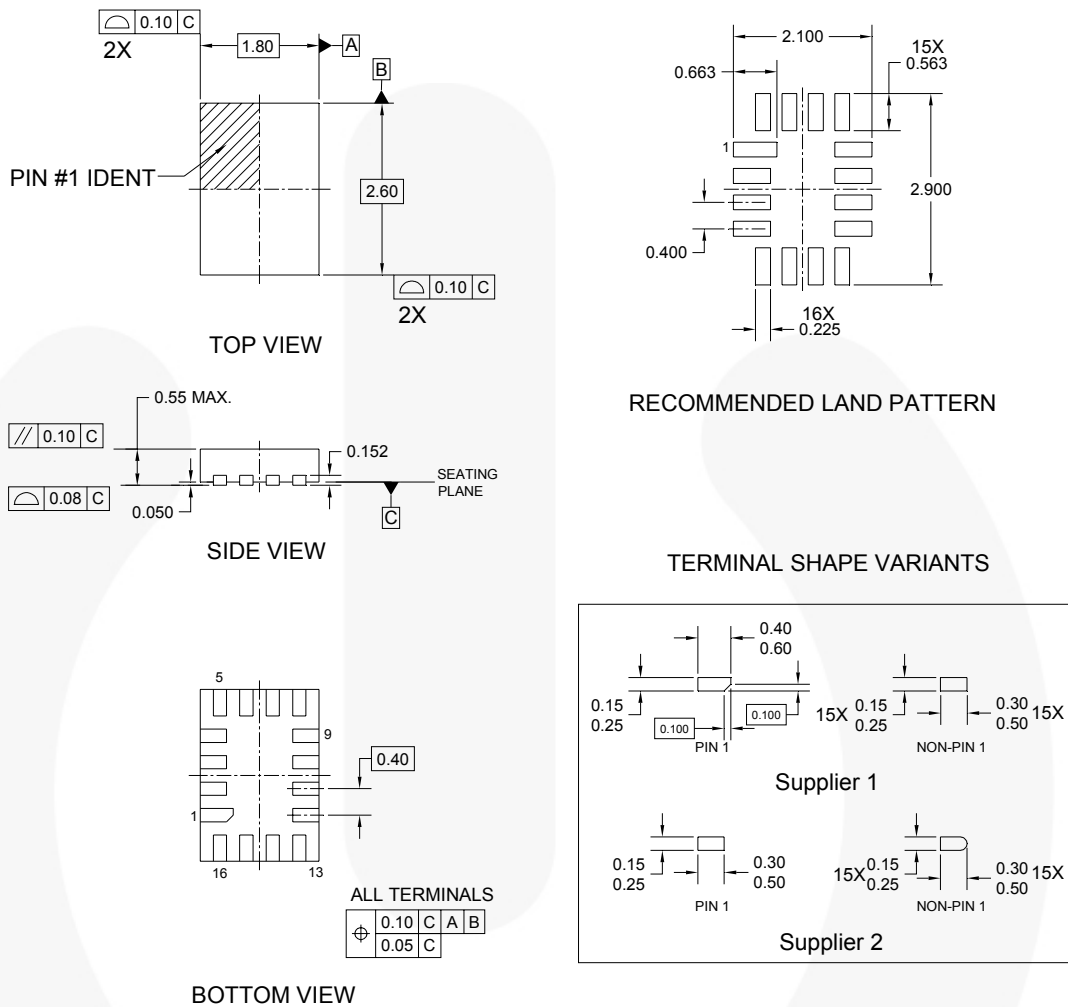 0.10 C
2X
1.80
A
B
PIN #1 IDENT
2.60
0.10 C
2X
TOP VIEW
2.100
15X
0.563
0.663
1
2.900
0.400
16X
0.225
RECOMMENDED LAND PATTERN
0.55 MAX.
// 0.10 C
0.152
SEATING
PLANE
0.08 C
0.050
C
SIDE VIEW
TERMINAL SHAPE VARIANTS
0.40
0.60
0.15
0.25
0.100
0.100
PIN 1
15X 0.15
0.25
0.30
0.50 15X
NON-PIN 1
Supplier 1
0.15
0.25
0.30
0.50
PIN 1
15X 0.15
0.25
0.30
0.50 15X
NON-PIN 1
Supplier 2
5
9
0.40
1
16
13
ALL TERMINALS
0.10 C A B
0.05 C
BOTTOM VIEW